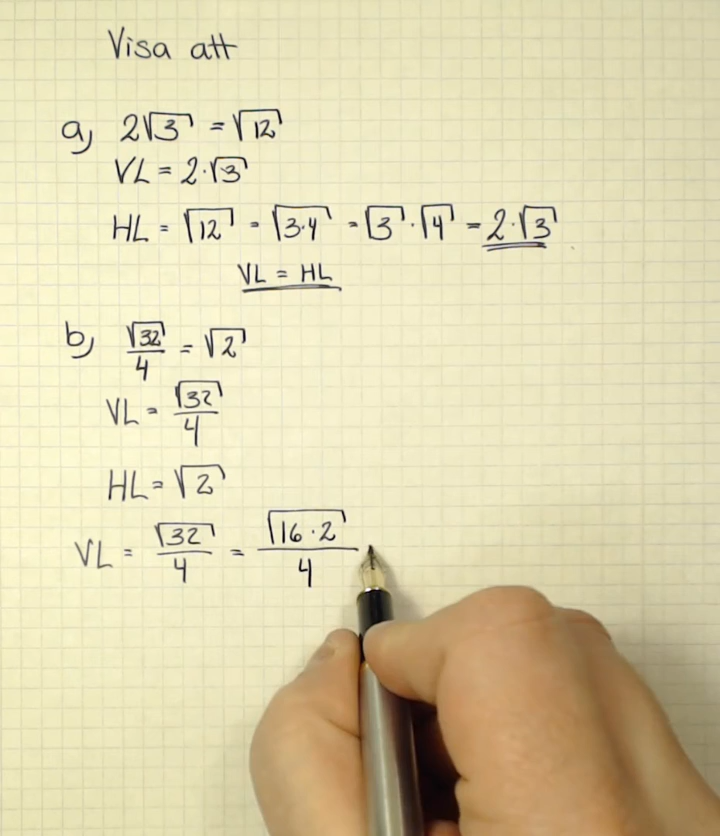 Visa att
a) 2√3 = √12
VL = 2·√3
HL = √12 = √3·4 = √3 · √4 = 2·√3
VL = HL
b) √32/4 = √2
VL = √32/4
HL = √2
VL = √32/4 = √16·2/4